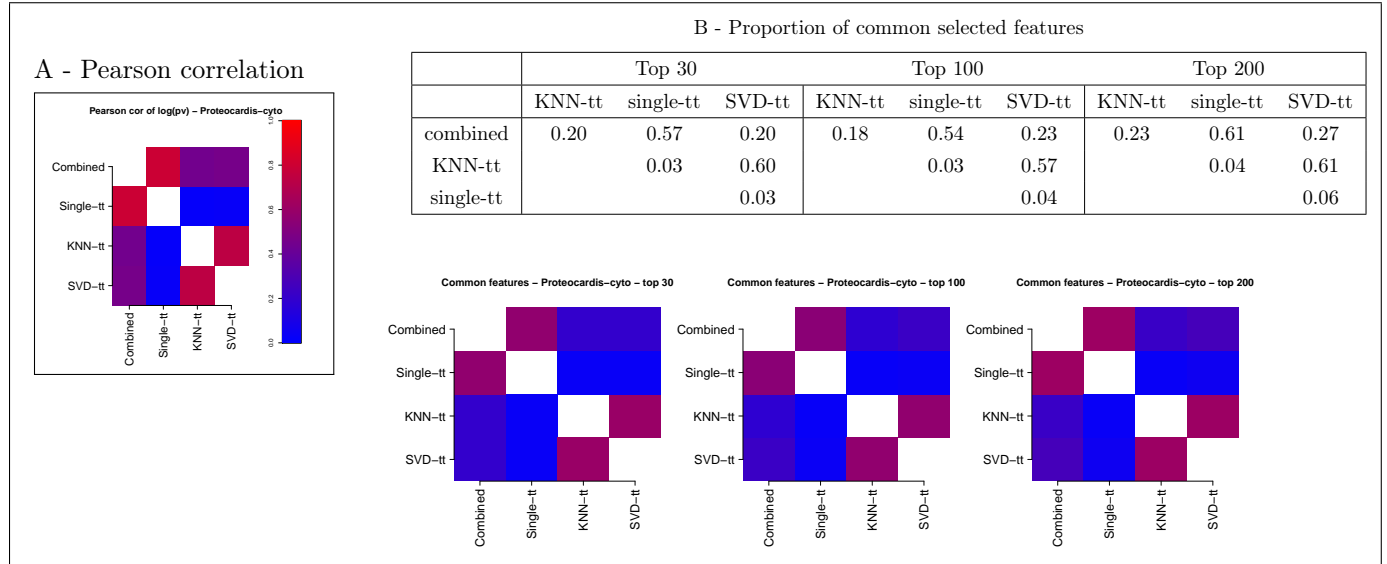 A - Pearson correlation
Pearson cor of log(pv) – Proteocardis–cyto
Combined
Single–tt
KNN–tt
SVD–tt
Combined
Single–tt
KNN–tt
SVD–tt
0.0
0.2
0.4
0.6
0.8
1.0
B - Proportion of common selected features
Top 30 Top 100 Top 200
KNN-tt single-tt SVD-tt KNN-tt single-tt SVD-tt KNN-tt single-tt SVD-tt
combined 0.20 0.57 0.20 0.18 0.54 0.23 0.23 0.61 0.27
KNN-tt 0.03 0.60 0.03 0.57 0.04 0.61
single-tt 0.03 0.04 0.06
Common features – Proteocardis–cyto – top 30
Combined
Single–tt
KNN–tt
SVD–tt
Combined
Single–tt
KNN–tt
SVD–tt
Common features – Proteocardis–cyto – top 100
Combined
Single–tt
KNN–tt
SVD–tt
Combined
Single–tt
KNN–tt
SVD–tt
Common features – Proteocardis–cyto – top 200
Combined
Single–tt
KNN–tt
SVD–tt
Combined
Single–tt
KNN–tt
SVD–tt